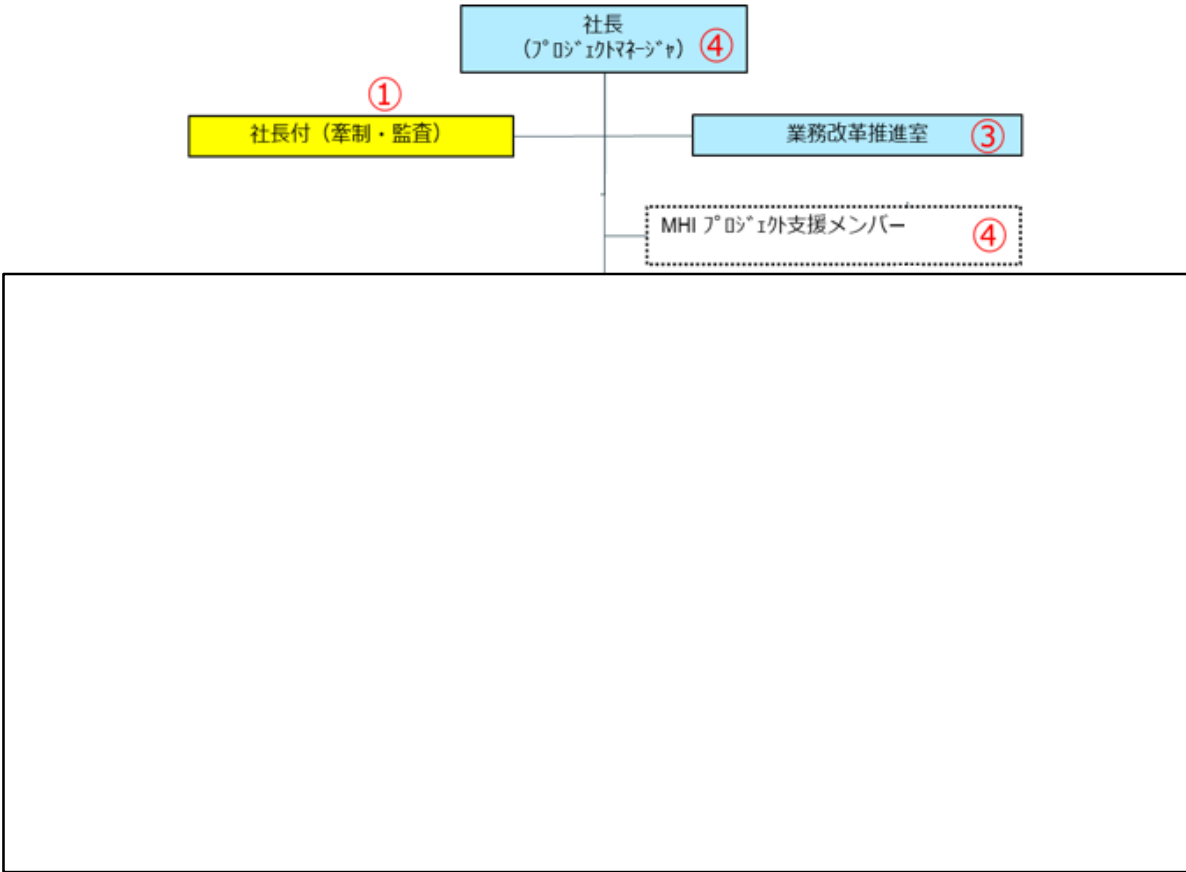 社長
(ﾌﾟﾛｼﾞｪｸﾄﾏﾈｰｼﾞｬ) ④
①
社長付（牽制・監査）
業務改革推進室 ③
MHI ﾌﾟﾛｼﾞｪｸﾄ支援メンバー ④